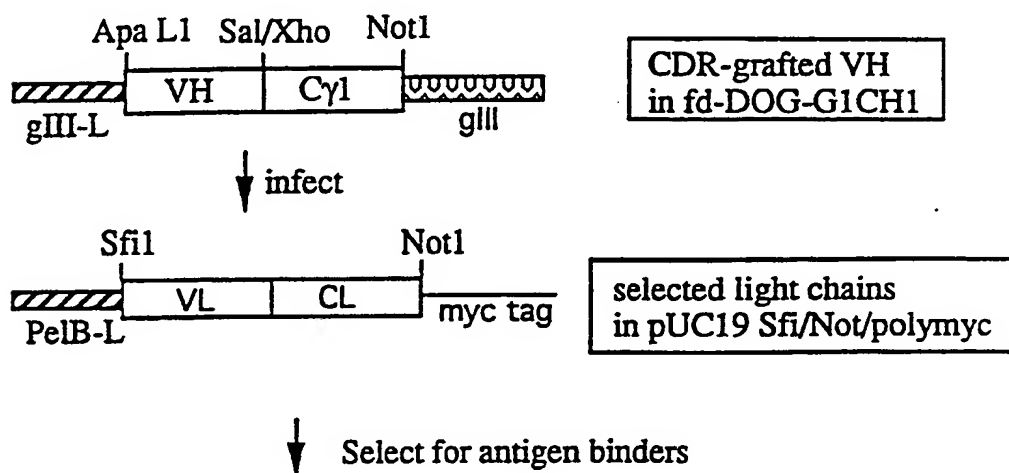 Apa L1 Sal/Xho Not1
VH Cγ1
gIII-L gIII
CDR-grafted VH
in fd-DOG-G1CH1
infect
Sfi1 Not1
VL CL
PelB-L myc tag
selected light chains
in pUC19 Sfi/Not/polymyc
Select for antigen binders